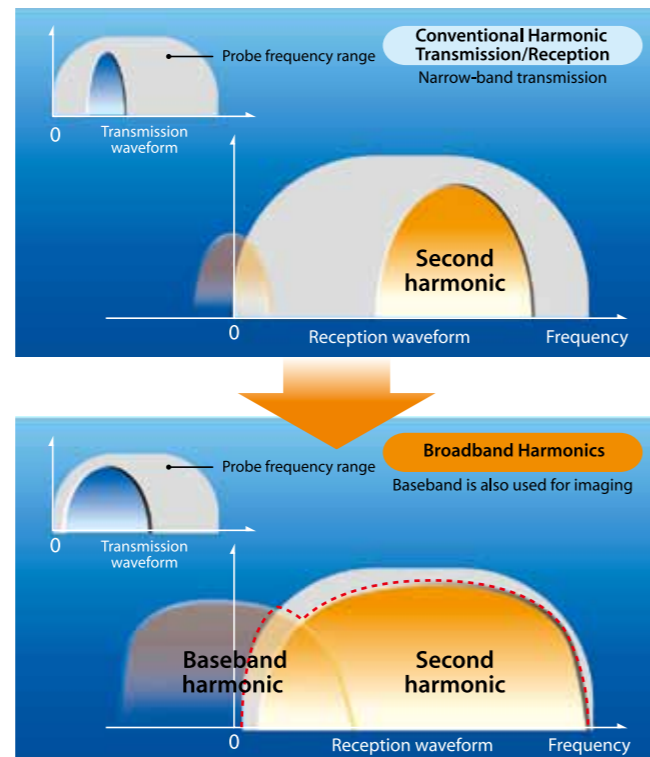 Conventional Harmonic
Transmission/Reception
Narrow-band transmission
Probe frequency range
0
Transmission
waveform
Second
harmonic
0
Reception waveform
Frequency
Broadband Harmonics
Baseband is also used for imaging
Probe frequency range
0
Transmission
waveform
Baseband
harmonic
Second
harmonic
0
Reception waveform
Frequency